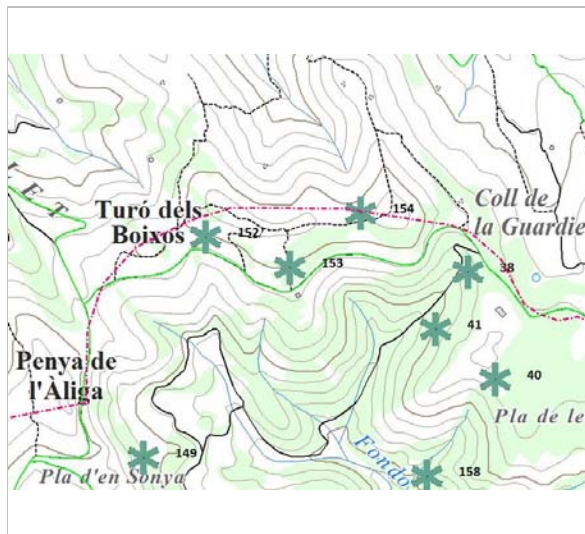 LET
Turó dels
Boixos
152
153
154
Coll de
la Guardie
38
41
40
Penya de
l'Àliga
149
Pla d'en Sonya
Pla de le
Fondo
158